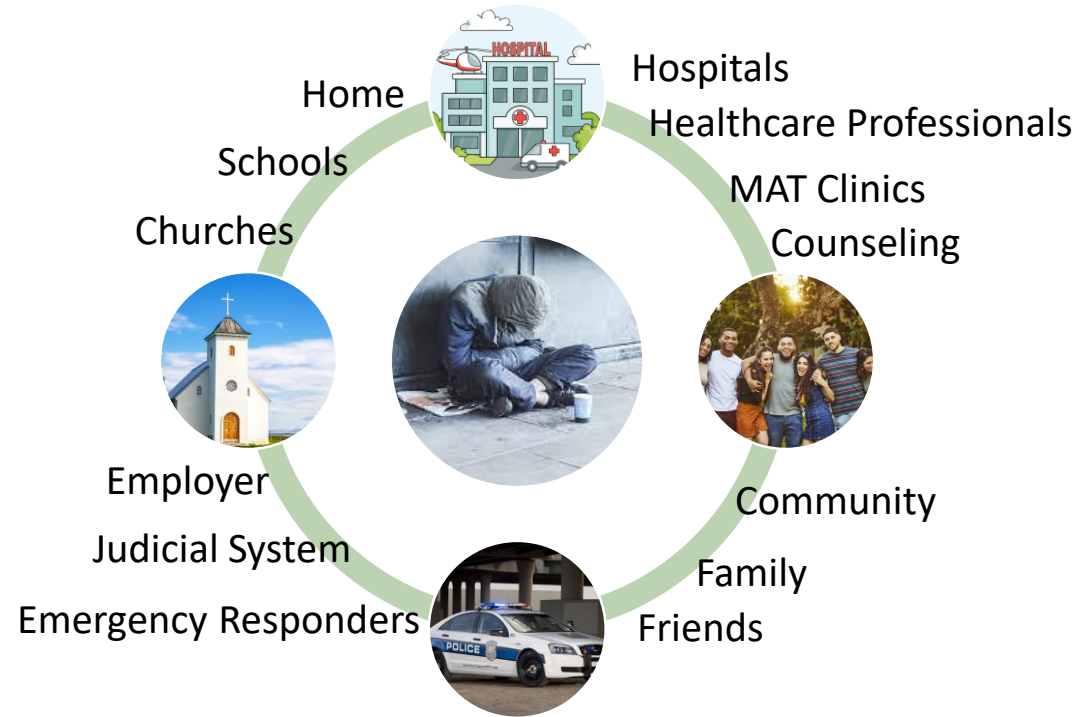 HOSPITAL
Hospitals
Healthcare Professionals
MAT Clinics
Counseling
Community
Family
Friends
Home
Schools
Churches
Employer
Judicial System
Emergency Responders
POLICE